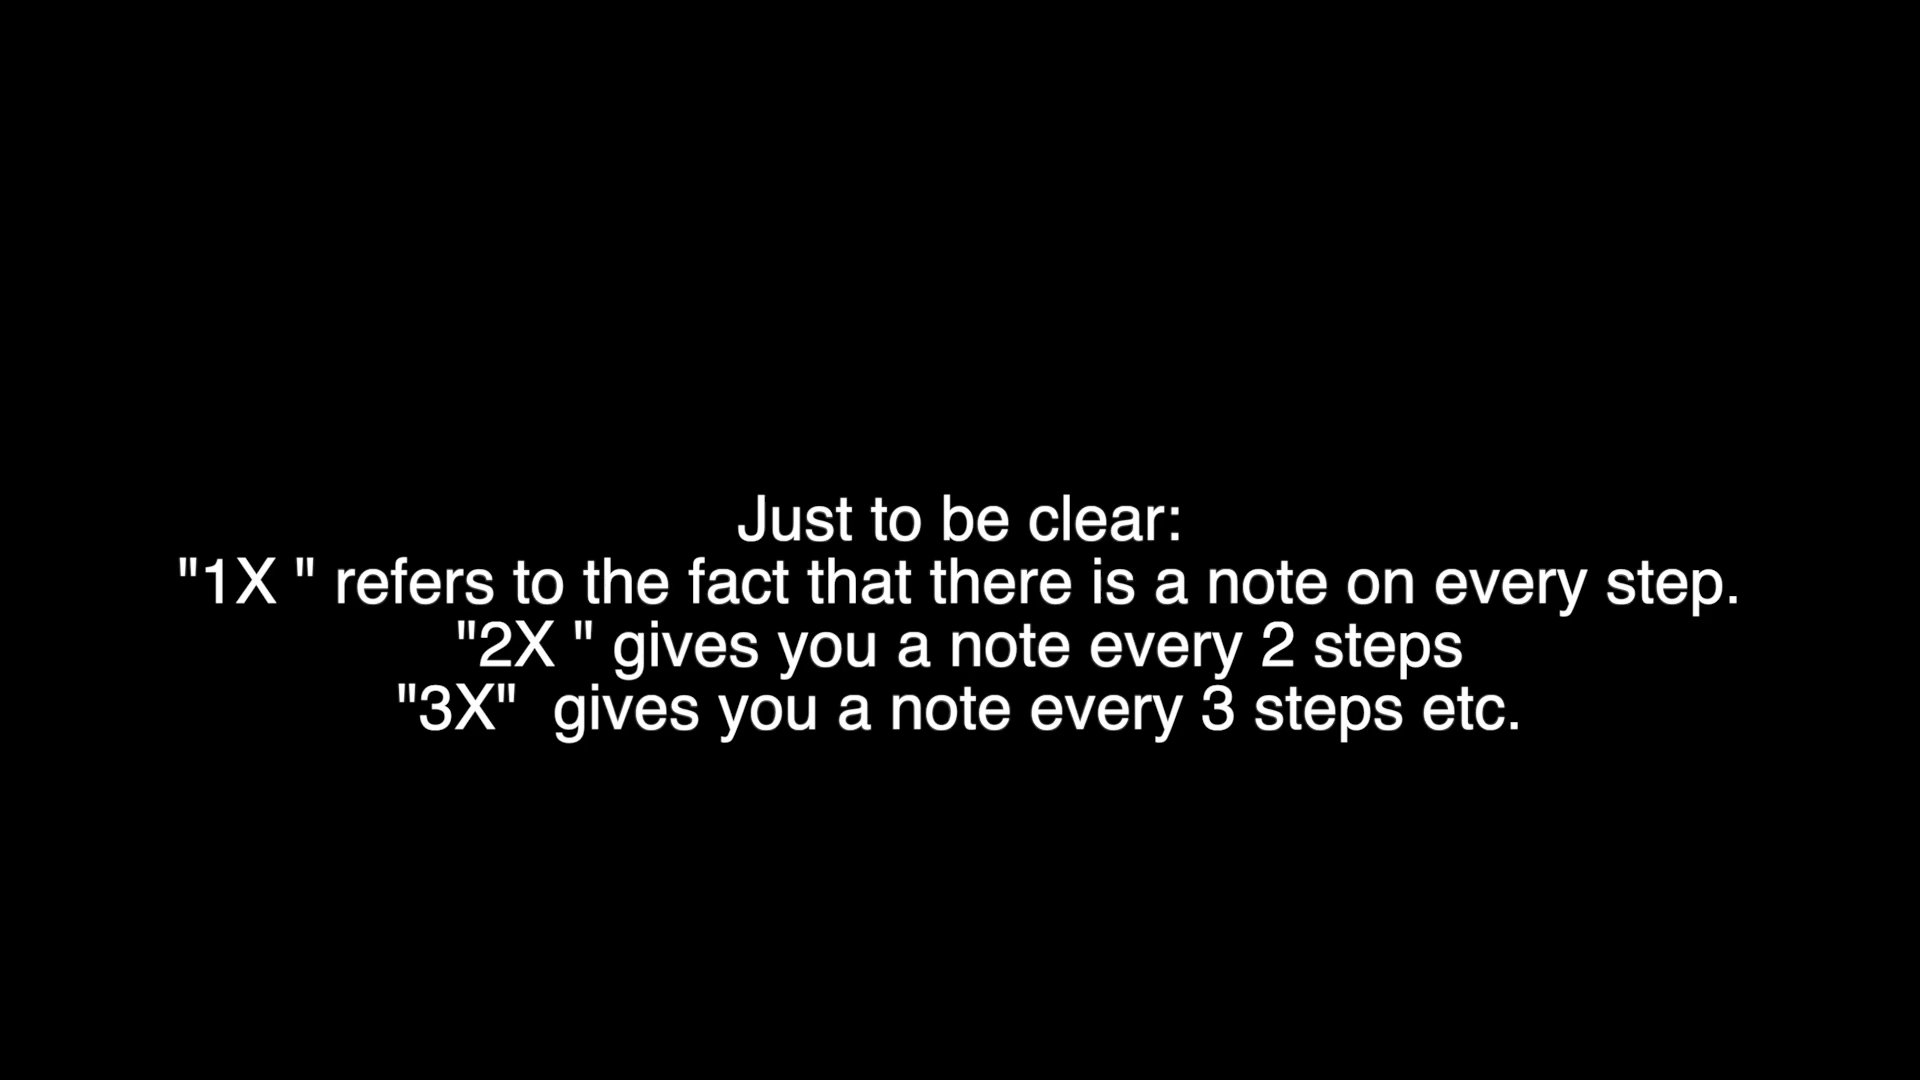 Just to be clear:
"1X " refers to the fact that there is a note on every step.
"2X " gives you a note every 2 steps
"3X"  gives you a note every 3 steps etc.